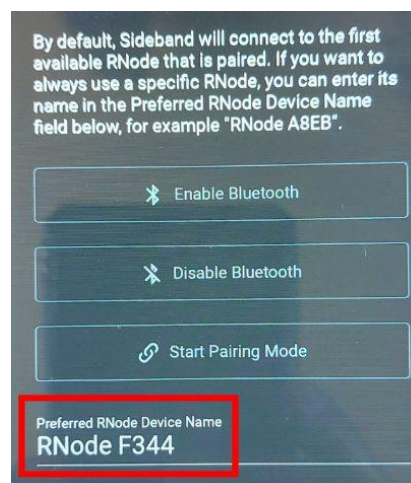 By default, Sideband will connect to the first
available RNode that is paired. If you want to
always use a specific RNode, you can enter its
name in the Preferred RNode Device Name
field below, for example "RNode A8EB".
Enable Bluetooth
Disable Bluetooth
Start Pairing Mode
Preferred RNode Device Name
RNode F344